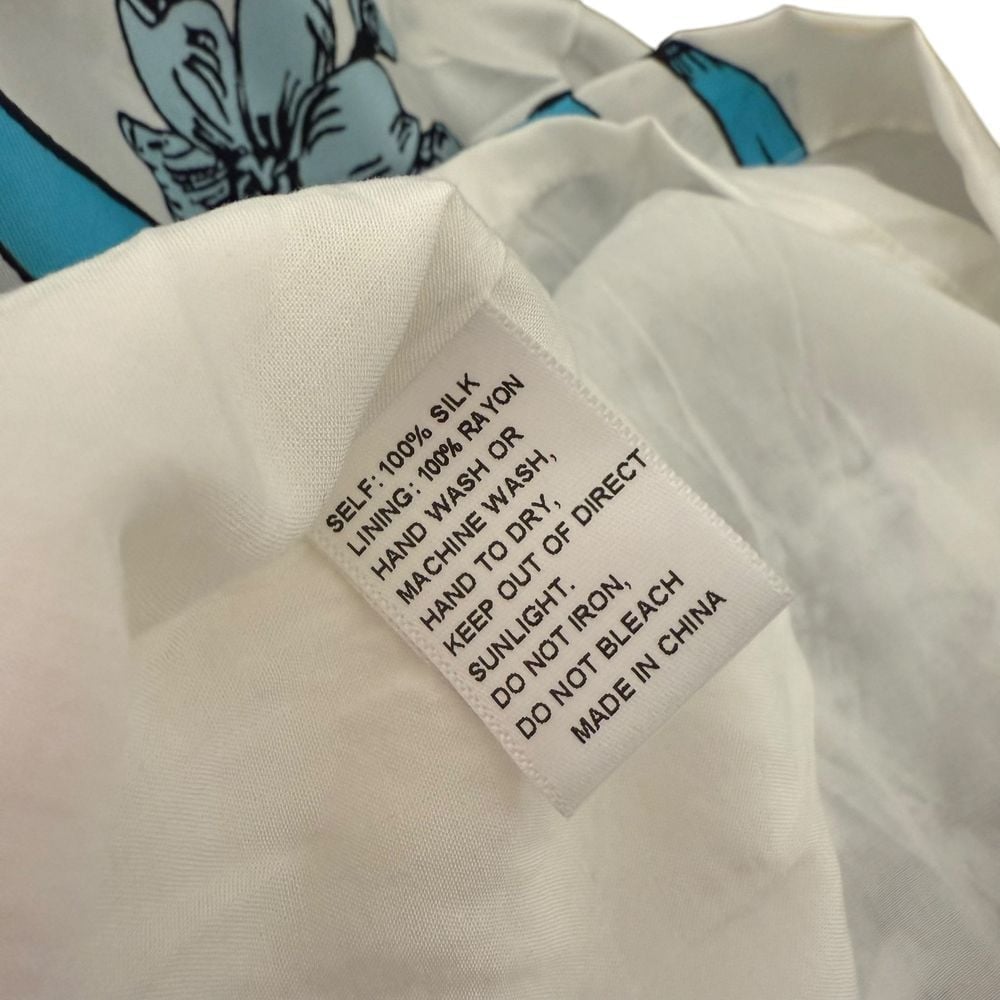 SELF: 100% SILK
LINING: 100% RAYON
HAND WASH OR
MACHINE WASH,
HAND TO DRY,
KEEP OUT OF DIRECT
SUNLIGHT.
DO NOT IRON,
DO NOT BLEACH
MADE IN CHINA